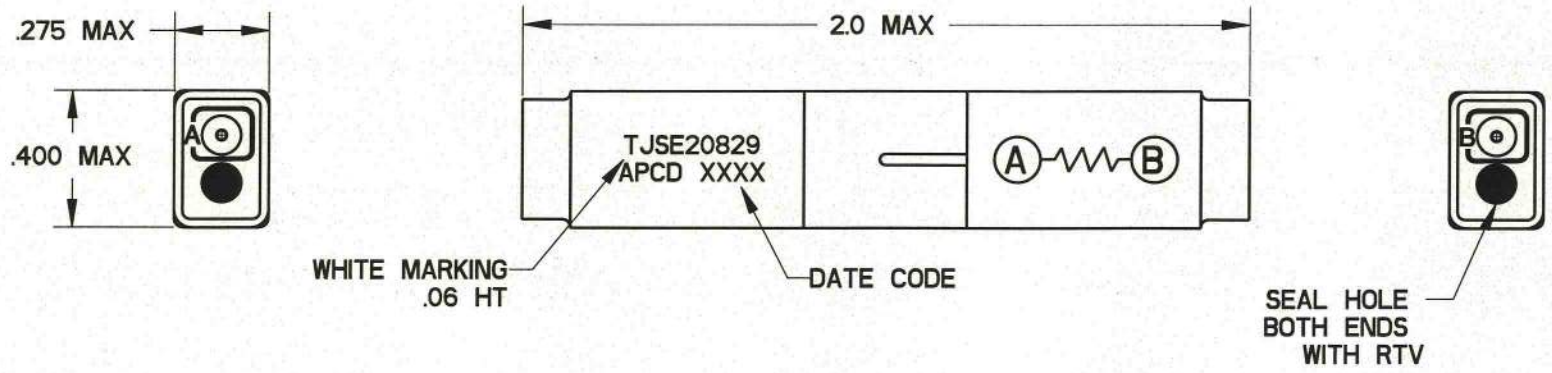 .275 MAX
2.0 MAX
.400 MAX
A
TJSE20829
APCD XXXX
A B
B
WHITE MARKING
.06 HT
DATE CODE
SEAL HOLE
BOTH ENDS
WITH RTV